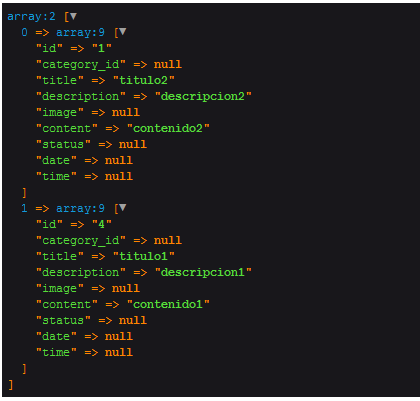 array:2 [▼
  0 => array:9 [▼
    "id" => "1"
    "category_id" => null
    "title" => "titulo2"
    "description" => "descripcion2"
    "image" => null
    "content" => "contenido2"
    "status" => null
    "date" => null
    "time" => null
  ]
  1 => array:9 [▼
    "id" => "4"
    "category_id" => null
    "title" => "titulo1"
    "description" => "descripcion1"
    "image" => null
    "content" => "contenido1"
    "status" => null
    "date" => null
    "time" => null
  ]
]